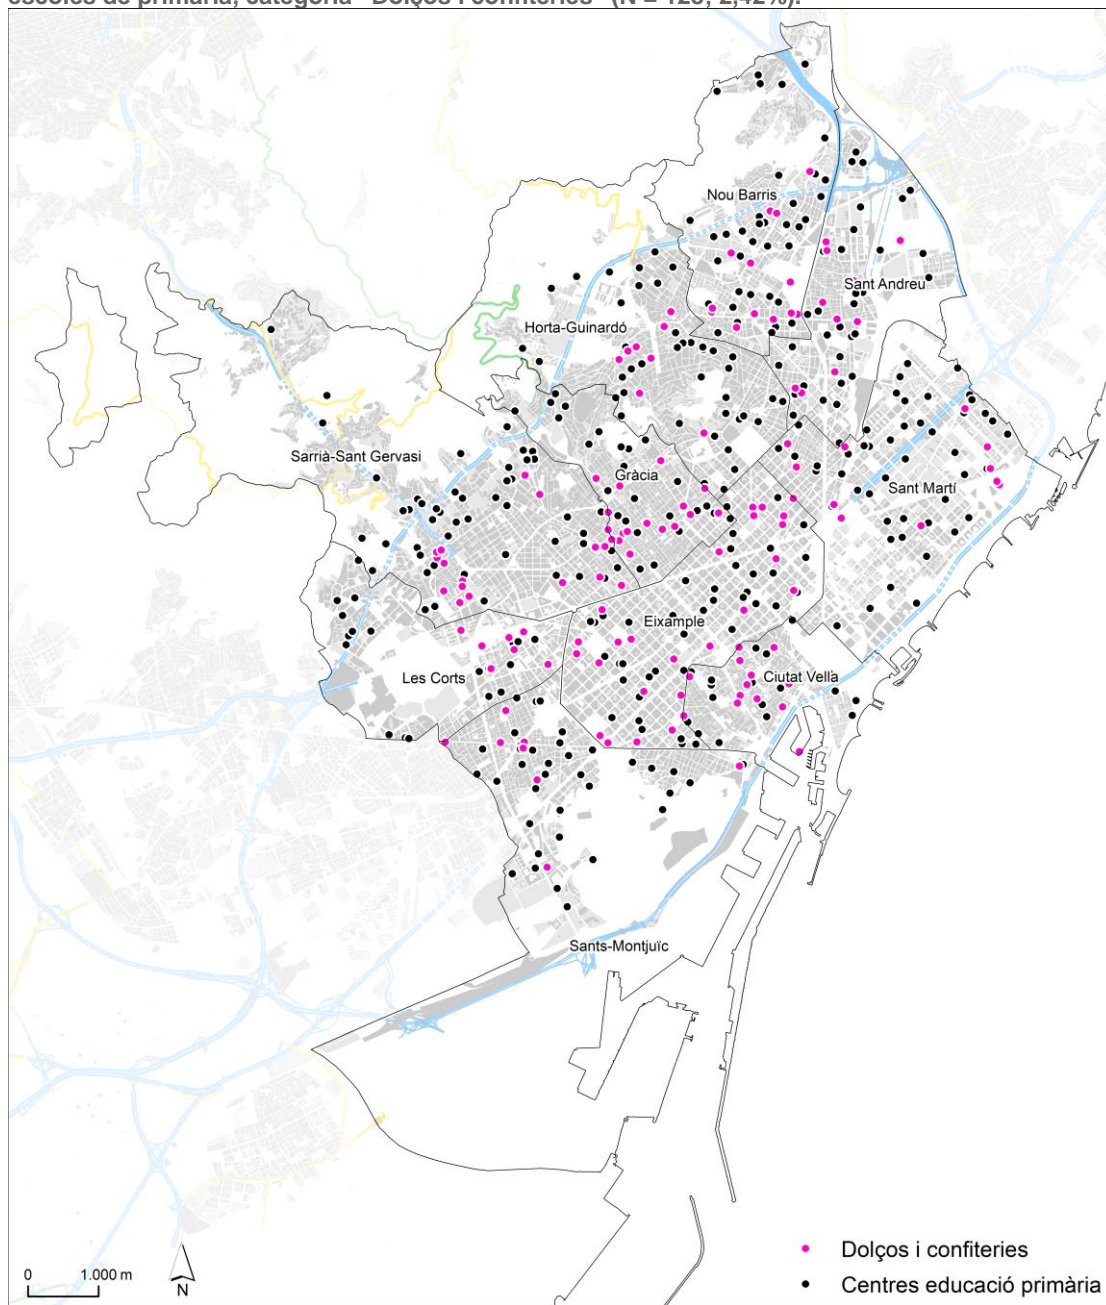 escoles de primària, categoria "Dolços i confiteries" (N = 125; 2,42%).
Nou Barris
Sant Andreu
Horta-Guinardó
Sarrià-Sant Gervasi
Gràcia
Sant Martí
Eixample
Les Corts
Ciutat Vella
Sants-Montjuïc
Dolços i confiteries
Centres educació primària
0 1.000 m
N